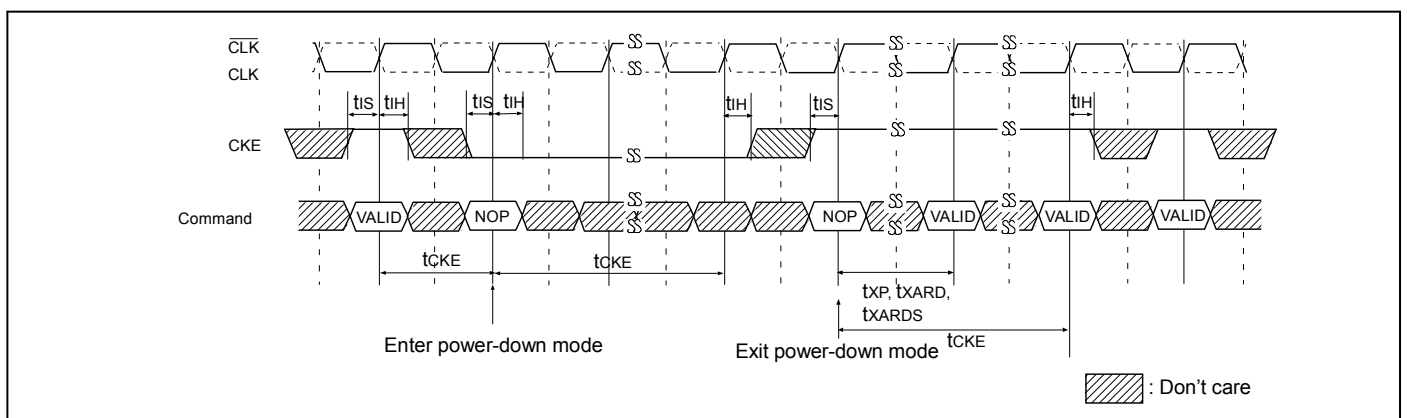 CLK
CLK
tIS tIH tIS tIH tIH tIS tIH
CKE
Command VALID NOP NOP VALID VALID VALID
tCKE tCKE
tXP, tXARD,
tXARDS
tCKE
Enter power-down mode Exit power-down mode
: Don't care